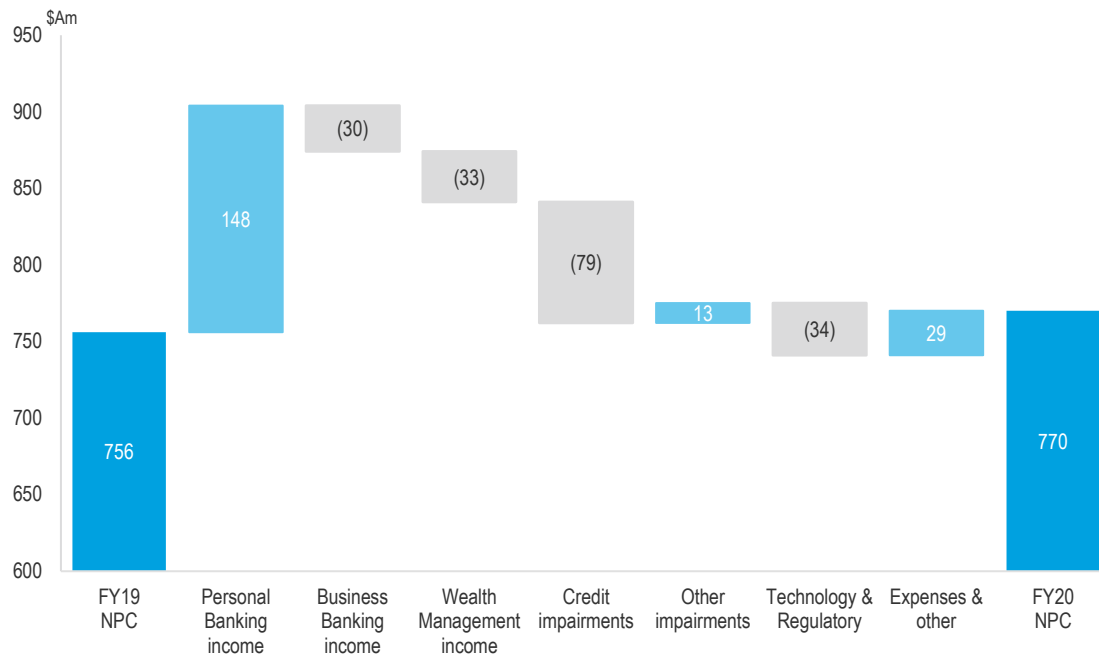 $Am
950
900
850
800
750
700
650
600
756
148
(30)
(33)
(79)
13
(34)
29
770
FY19
NPC
Personal
Banking
income
Business
Banking
income
Wealth
Management
income
Credit
impairments
Other
impairments
Technology &
Regulatory
Expenses &
other
FY20
NPC